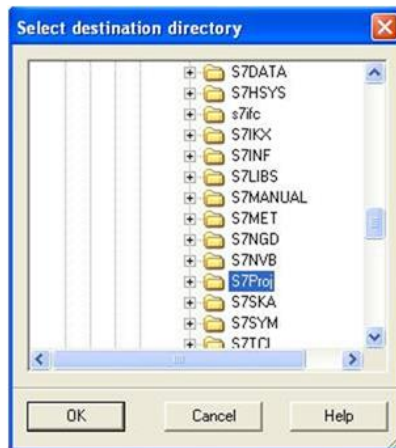 Select destination directory
S7DATA
S7HSYS
s7ifc
S7IKX
S7INF
S7LIBS
S7MANUAL
S7MET
S7NGD
S7NVB
S7Proj
S7SKA
S7SYM
S7TCI
OK
Cancel
Help